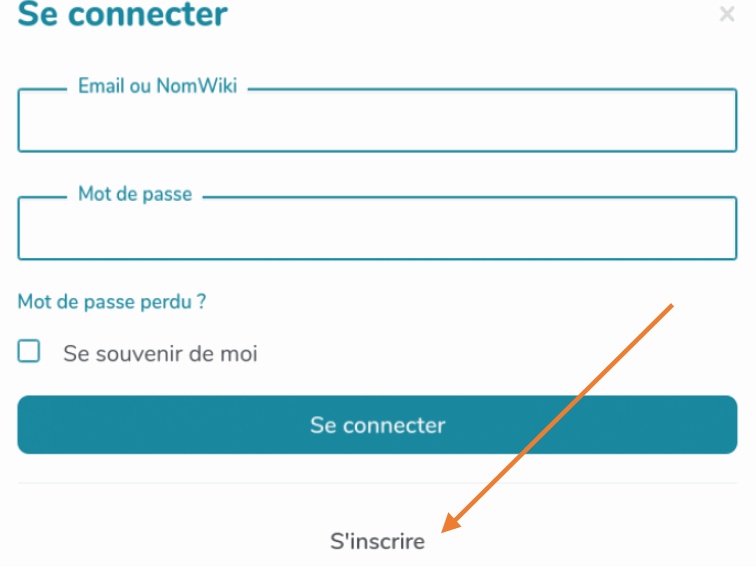 Se connecter
×
Email ou NomWiki
Mot de passe
Mot de passe perdu ?
Se souvenir de moi
Se connecter
S'inscrire